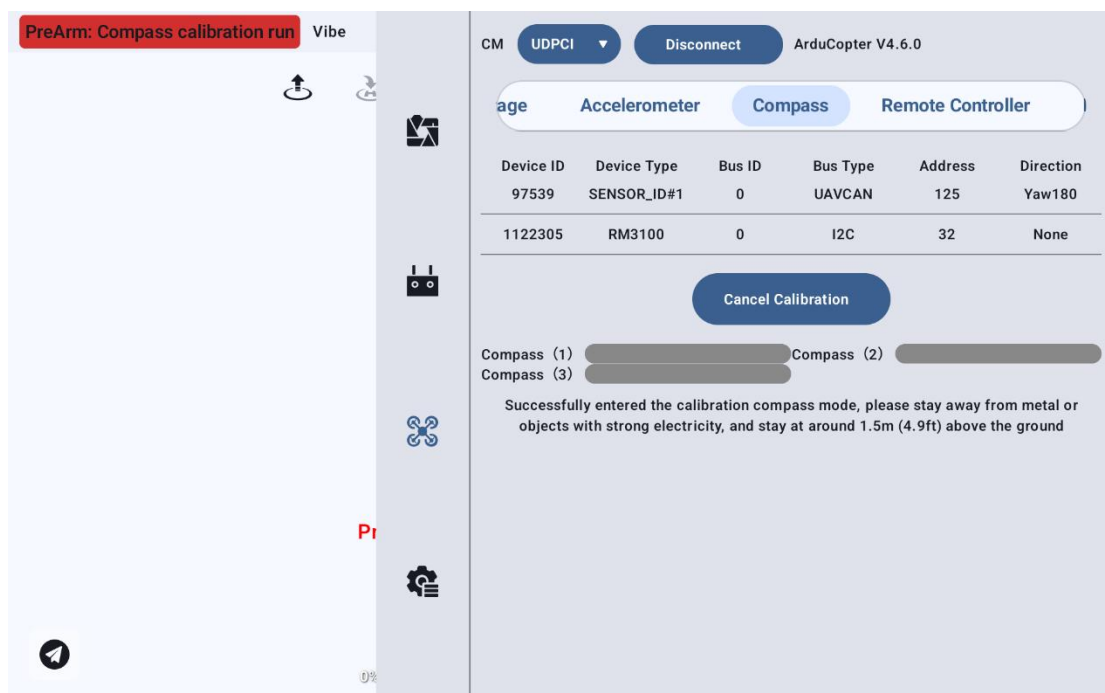 PreArm: Compass calibration run Vibe
CM UDPCI Disconnect ArduCopter V4.6.0
age Accelerometer Compass Remote Controller
Device ID Device Type Bus ID Bus Type Address Direction
97539 SENSOR_ID#1 0 UAVCAN 125 Yaw180
1122305 RM3100 0 I2C 32 None
Cancel Calibration
Compass（1） Compass（2）
Compass（3）
Successfully entered the calibration compass mode, please stay away from metal or
objects with strong electricity, and stay at around 1.5m (4.9ft) above the ground
Pr
0%